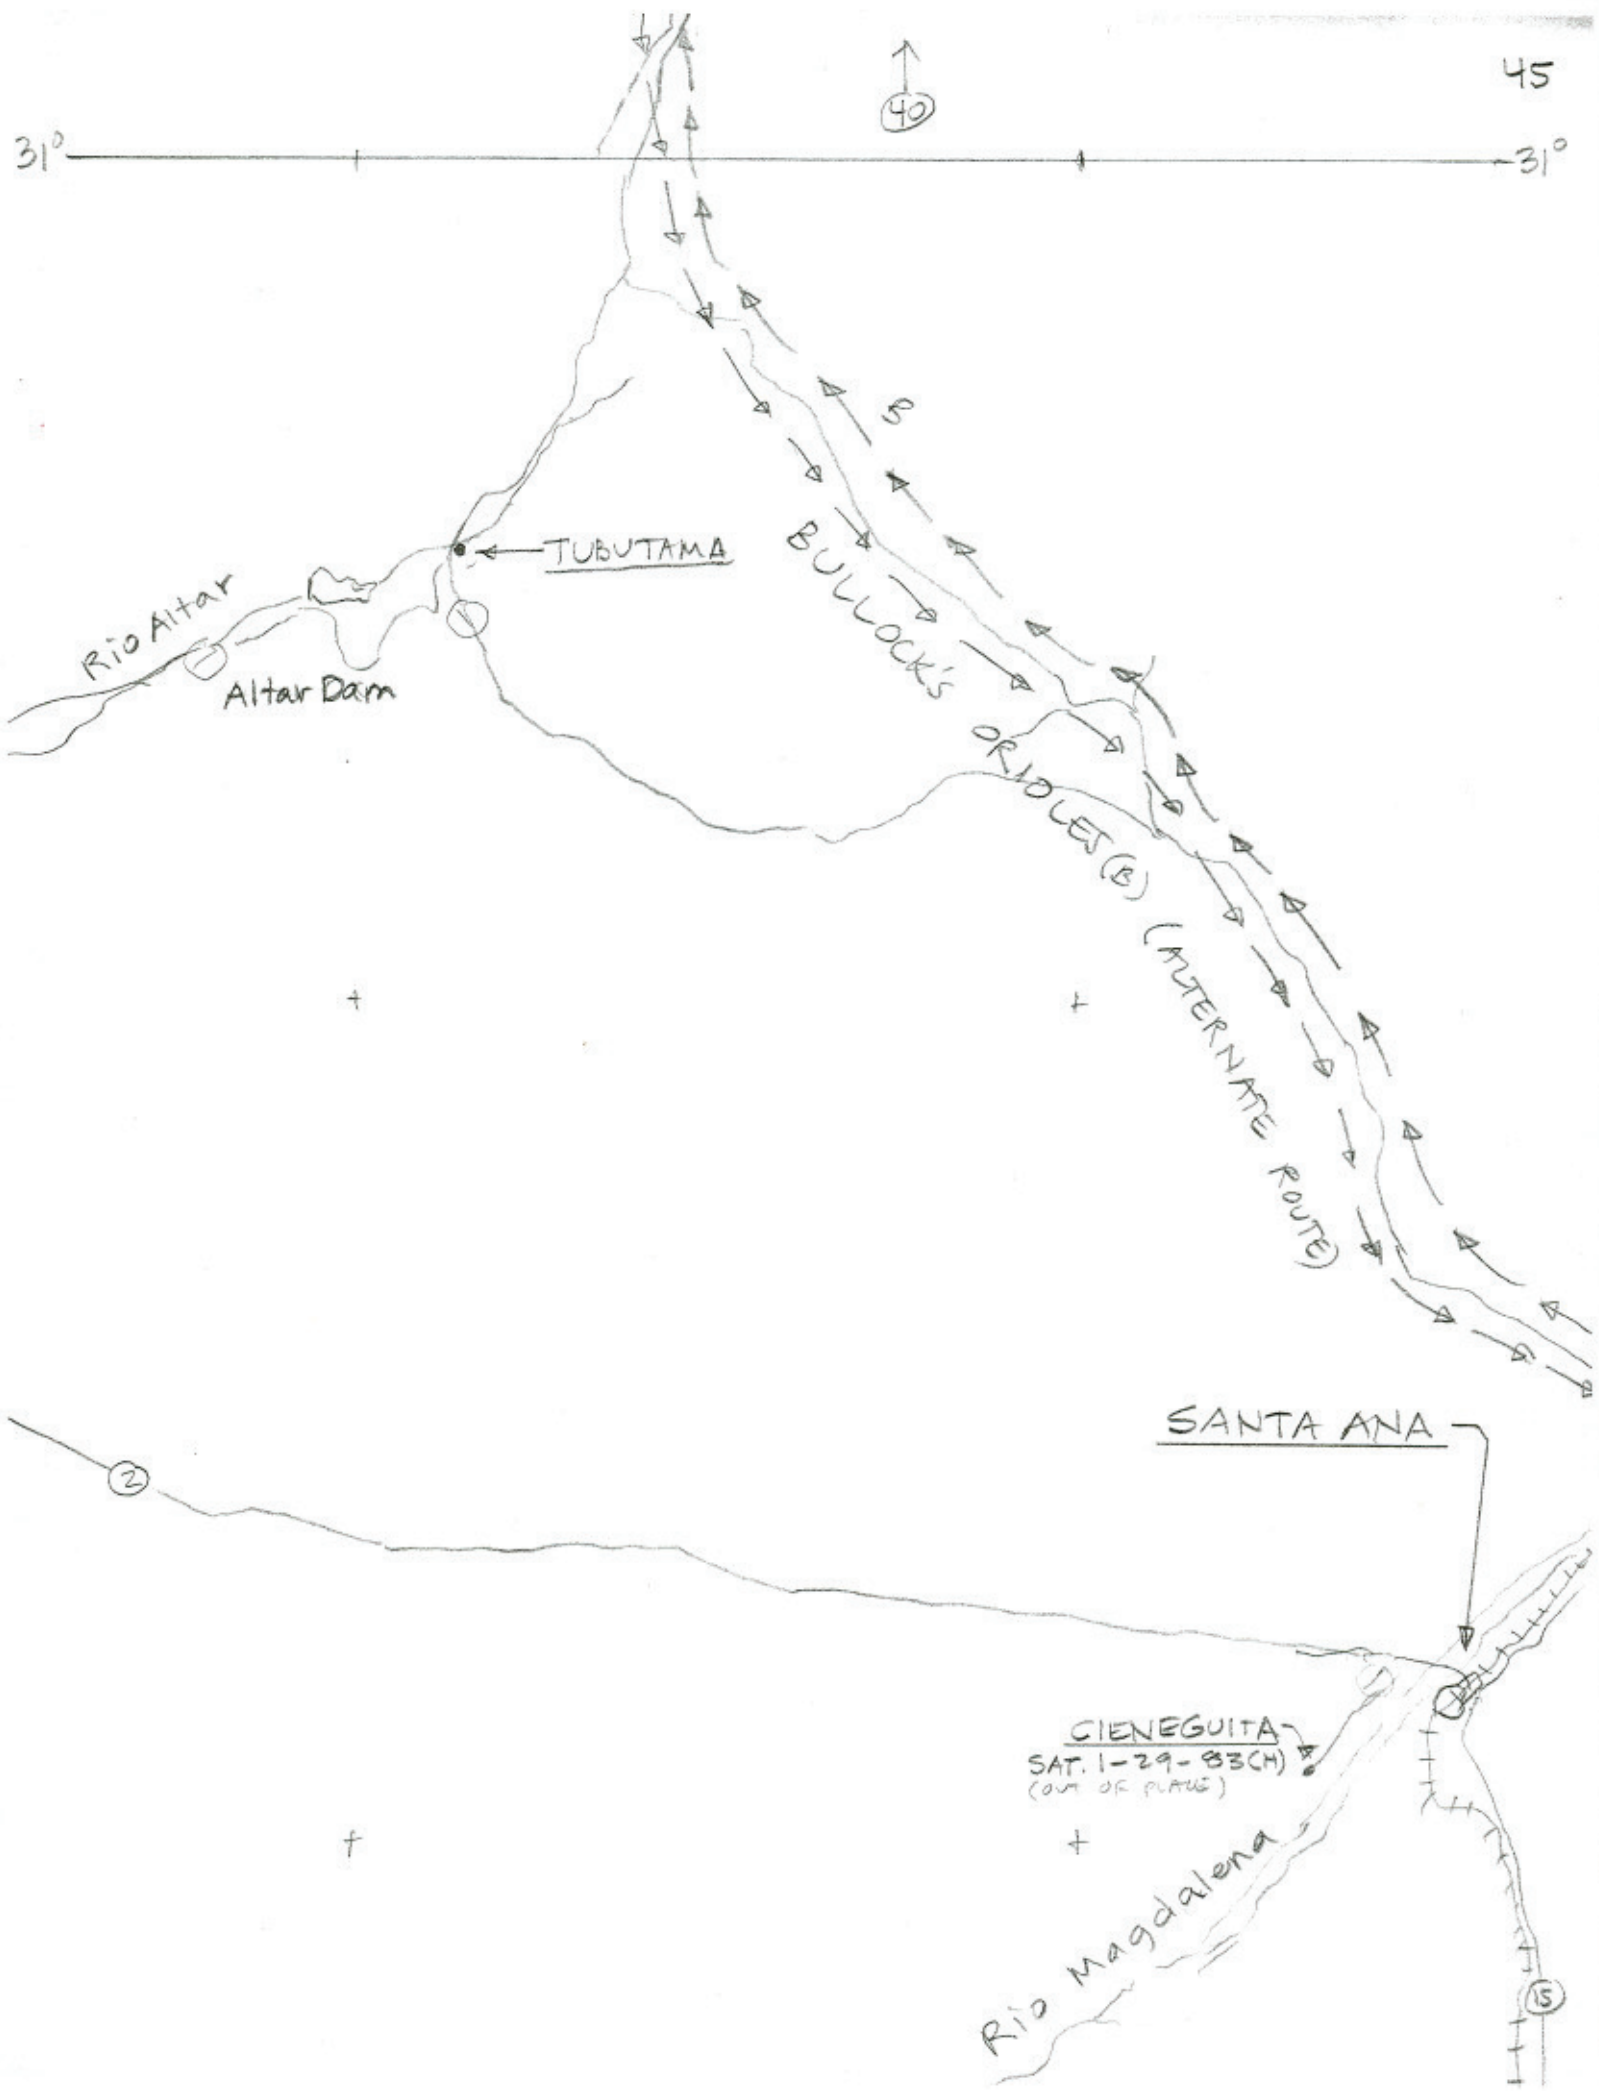 45
40
31°
31°
B
TUBUTAMA
BULLOCK'S ORIOLES (B) (ALTERNATE ROUTE)
Rio Altar
Altar Dam
SANTA ANA
2
CIENEGUITA
SAT. 1-29-83(H)
(OUT OF PLACE)
Rio Magdalena
15